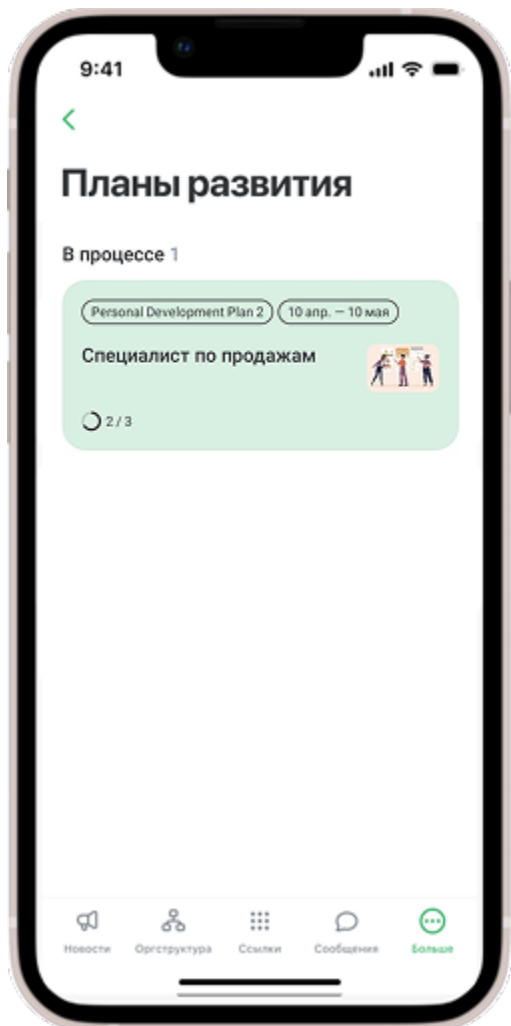 9:41
Планы развития
В процессе 1
Personal Development Plan 2 10 апр. — 10 мая
Специалист по продажам
2 / 3
Новости Оргструктура Ссылки Сообщения Больше